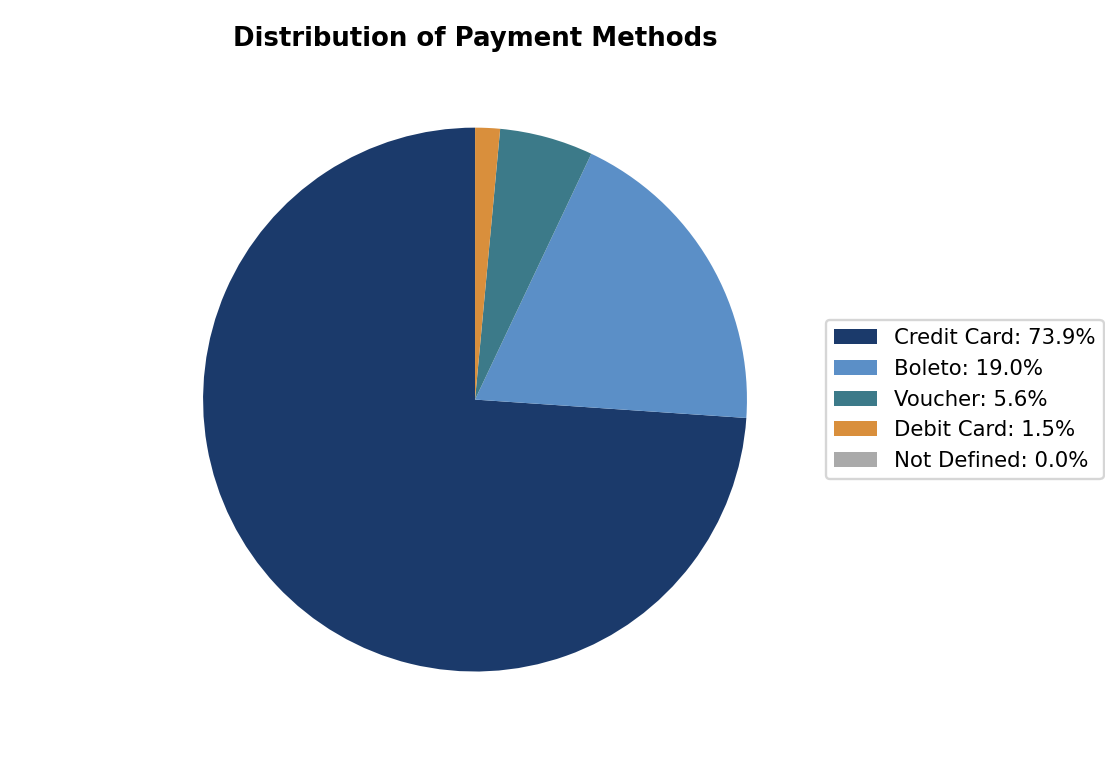 Distribution of Payment Methods
Credit Card: 73.9%
Boleto: 19.0%
Voucher: 5.6%
Debit Card: 1.5%
Not Defined: 0.0%